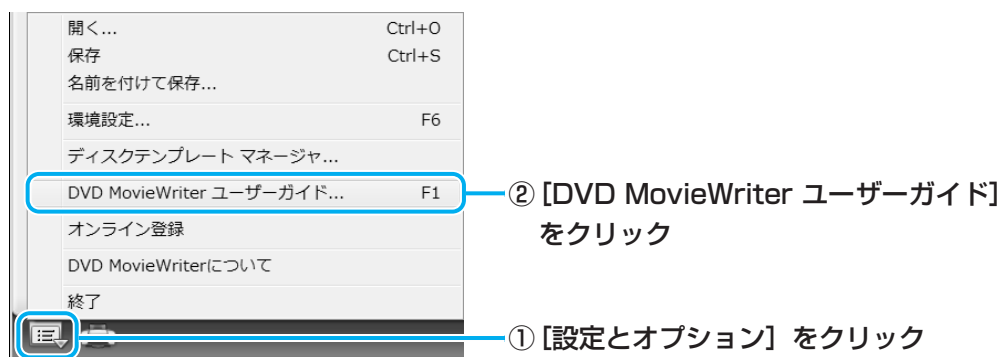 開く... Ctrl+O
保存 Ctrl+S
名前を付けて保存...
環境設定... F6
ディスクテンプレート マネージャ...
DVD MovieWriter ユーザーガイド... F1
②[DVD MovieWriter ユーザーガイド]
をクリック
オンライン登録
DVD MovieWriterについて
終了
①[設定とオプション]をクリック